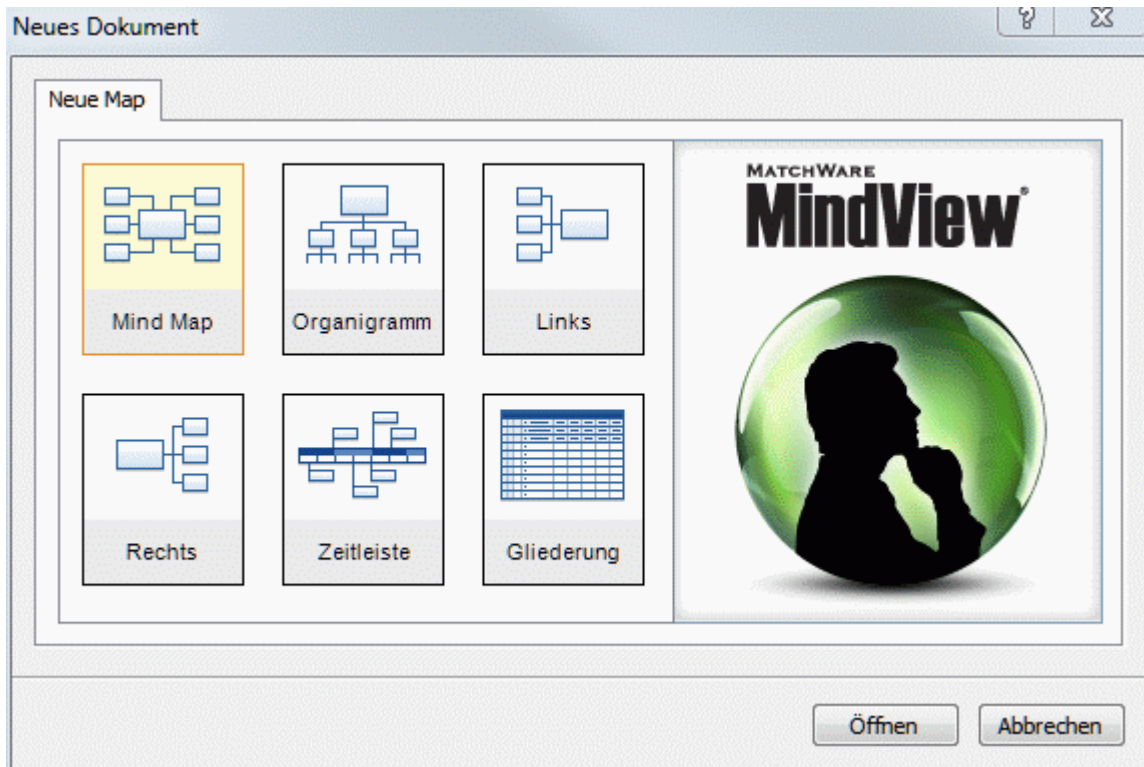 Neues Dokument
Neue Map
Mind Map
Organigramm
Links
Rechts
Zeitleiste
Gliederung
MATCHWARE
MindView®
Öffnen
Abbrechen